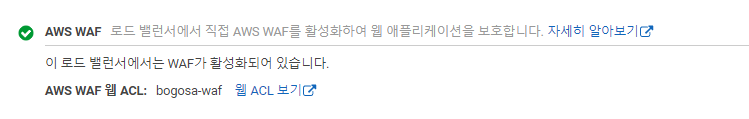 AWS WAF 로드 밸런서에서 직접 AWS WAF를 활성화하여 웹 애플리케이션을 보호합니다. 자세히 알아보기
이 로드 밸런서에서는 WAF가 활성화되어 있습니다.
AWS WAF 웹 ACL: bogosa-waf 웹 ACL 보기